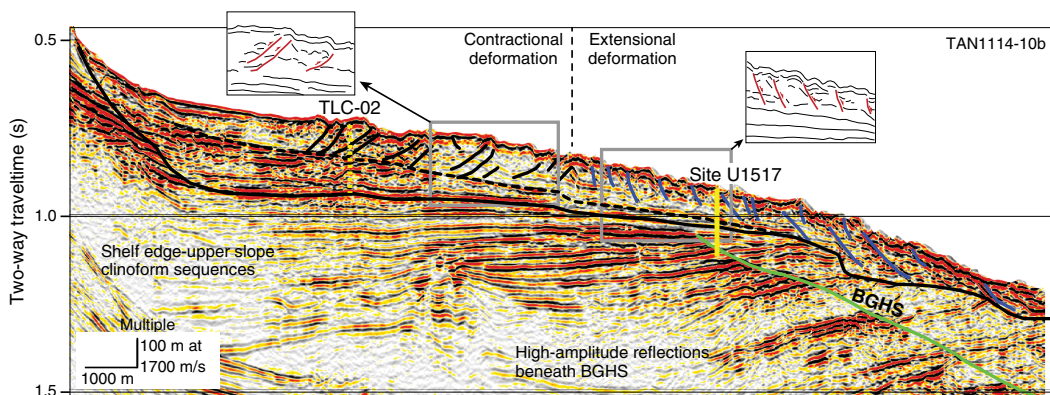 Contractional
deformation
Extensional
deformation
TAN1114-10b
TLC-02
Site U1517
Two-way traveltime (s)
0.5
1.0
1.5
Shelf edge-upper slope
clinoform sequences
BGHS
Multiple
100 m at
1700 m/s
1000 m
High-amplitude reflections
beneath BGHS